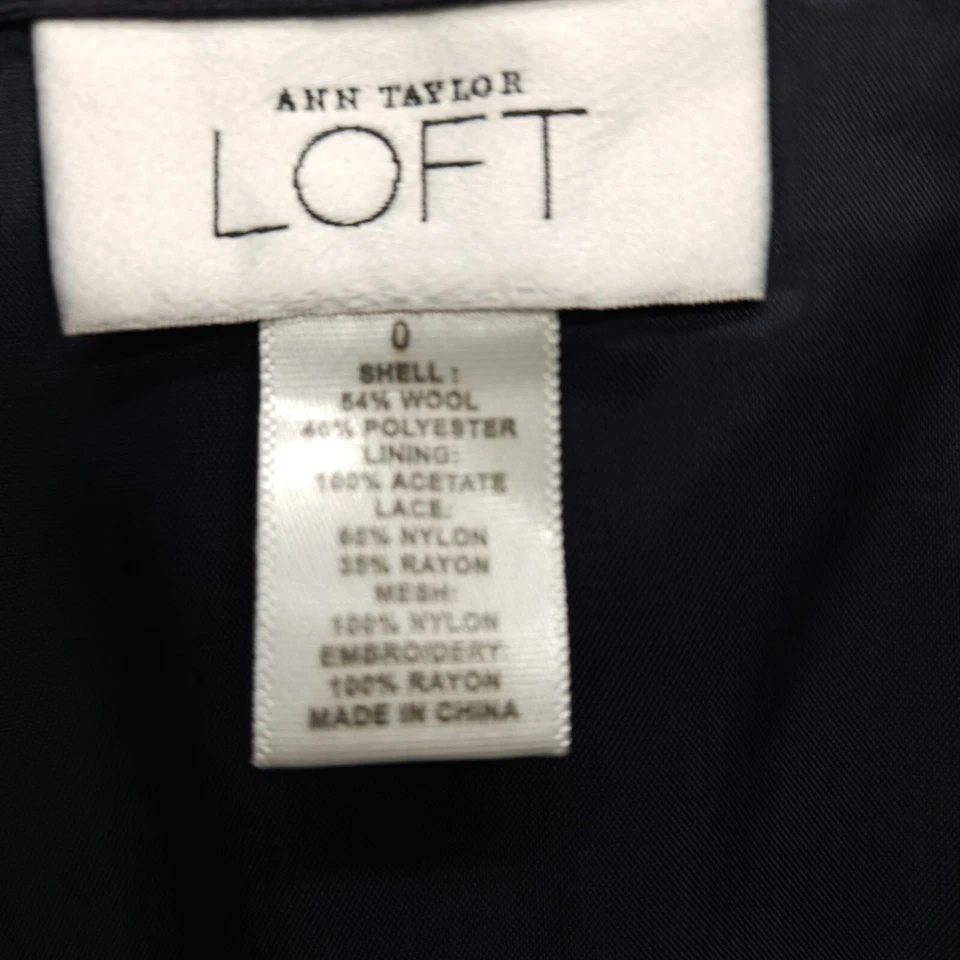 ANN TAYLOR
LOFT
0
SHELL:
54% WOOL
46% POLYESTER
LINING:
100% ACETATE
LACE:
65% NYLON
35% RAYON
MESH:
100% NYLON
EMBROIDERY:
100% RAYON
MADE IN CHINA